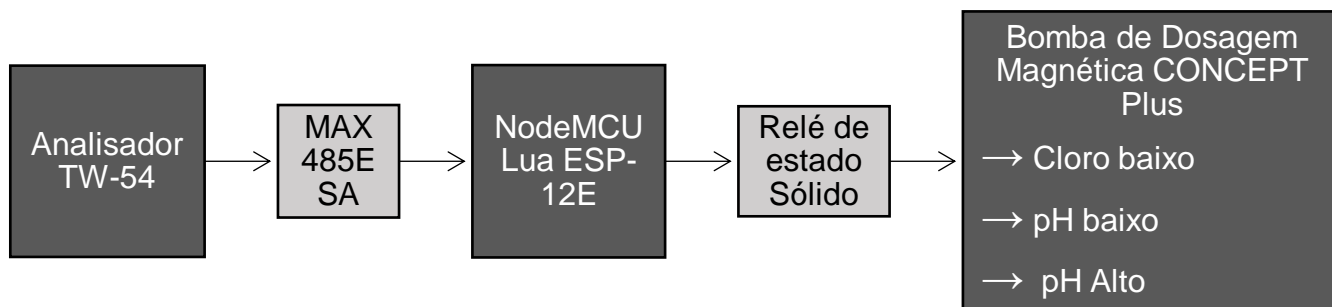 Analisador
TW-54
MAX
485E
SA
NodeMCU
Lua ESP-
12E
Relé de
estado
Sólido
Bomba de Dosagem
Magnética CONCEPT
Plus
→ Cloro baixo
→ pH baixo
→ pH Alto